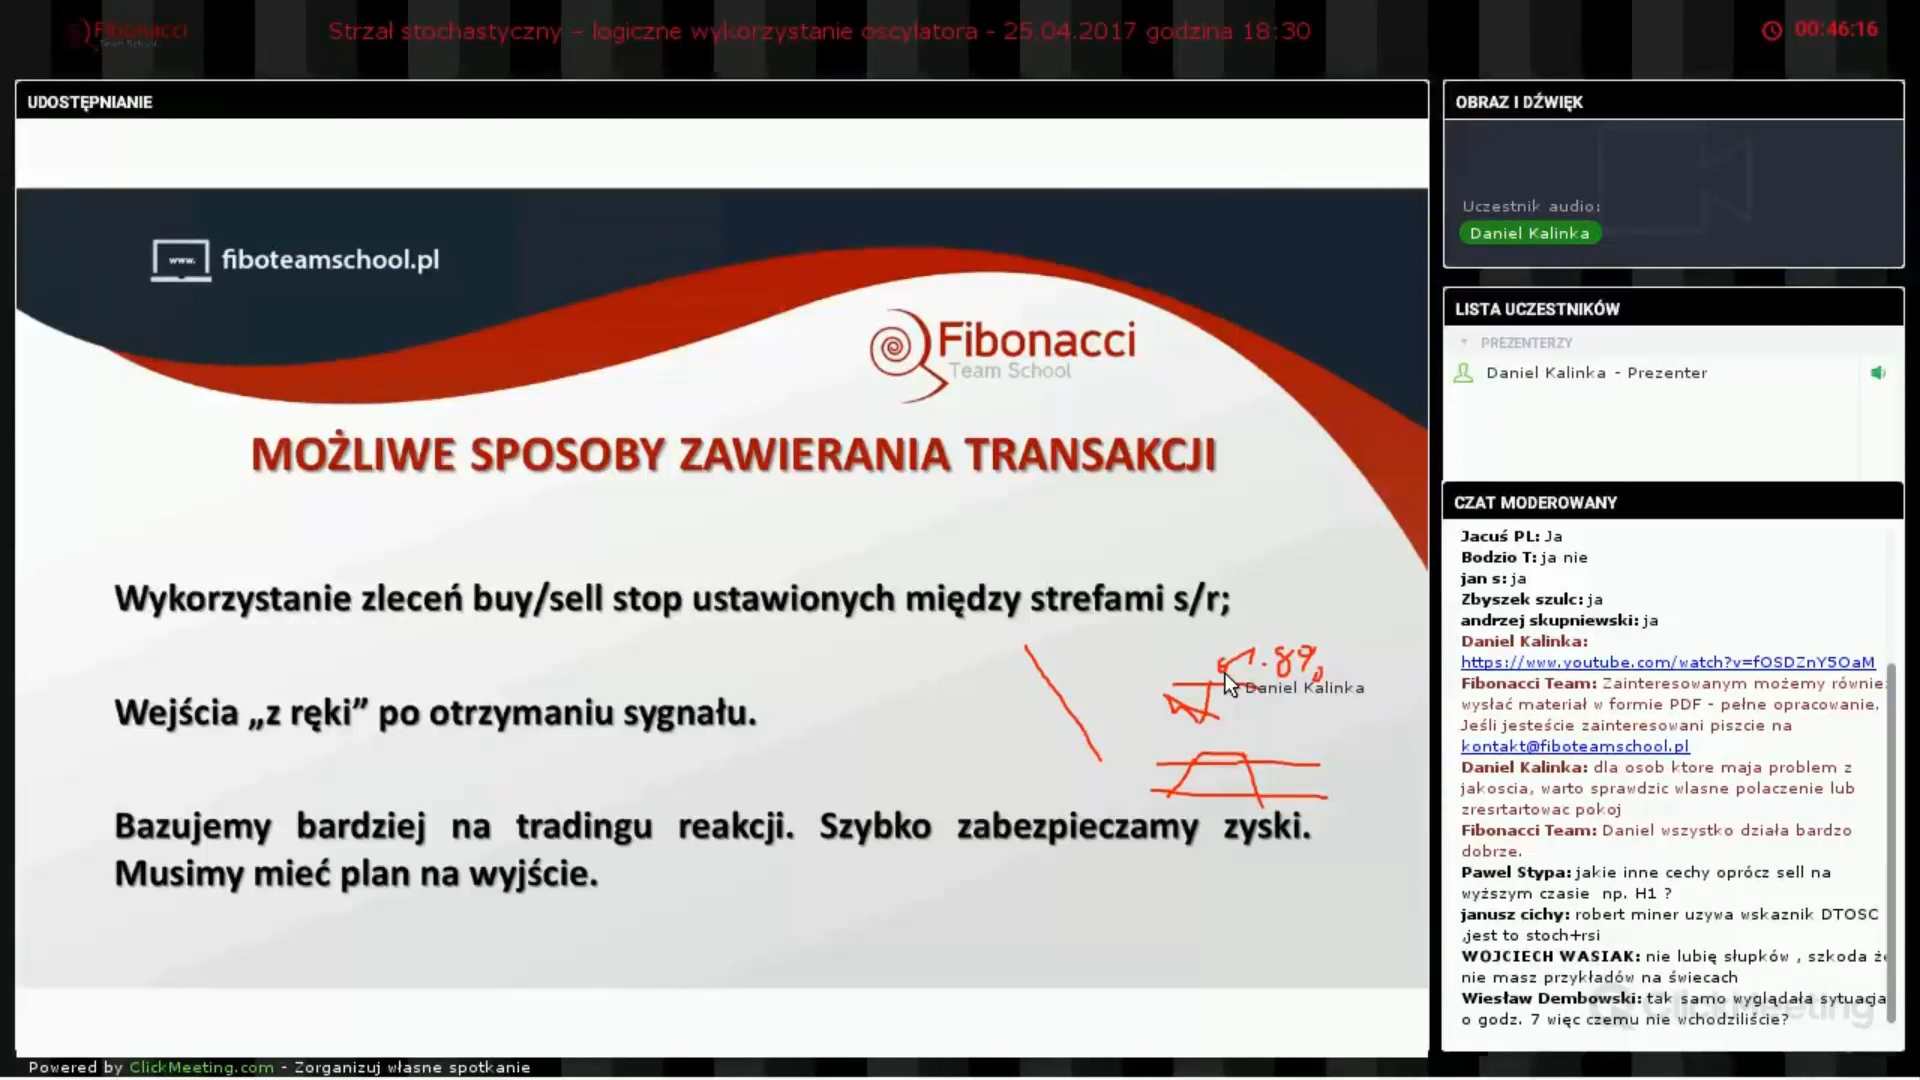 Fibonacci
Team School
Strzał stochastyczny – logiczne wykorzystanie oscylatora - 25.04.2017 godzina 18:30
00:46:16
UDOSTĘPNIANIE
www.
fiboteamschool.pl
Fibonacci
Team School
MOŻLIWE SPOSOBY ZAWIERANIA TRANSAKCJI
Wykorzystanie zleceń buy/sell stop ustawionych między strefami s/r;
Wejścia „z ręki” po otrzymaniu sygnału.
Daniel Kalinka
Bazujemy bardziej na tradingu reakcji. Szybko zabezpieczamy zyski.
Musimy mieć plan na wyjście.
OBRAZ I DŹWIĘK
Uczestnik audio:
Daniel Kalinka
LISTA UCZESTNIKÓW
PREZENTERZY
Daniel Kalinka - Prezenter
CZAT MODEROWANY
Jacuś PL: Ja
Bodzio T: ja nie
jan s: ja
Zbyszek szulc: ja
andrzej skupniewski: ja
Daniel Kalinka:
https://www.youtube.com/watch?v=fOSDZnY5OaM
Fibonacci Team: Zainteresowanym możemy również
wysłać materiał w formie PDF - pełne opracowanie.
Jeśli jesteście zainteresowani piszcie na
kontakt@fiboteamschool.pl
Daniel Kalinka: dla osob ktore maja problem z
jakoscia, warto sprawdzic wlasne polaczenie lub
zresrtartowac pokoj
Fibonacci Team: Daniel wszystko działa bardzo
dobrze.
Pawel Stypa: jakie inne cechy oprócz sell na
wyższym czasie np. H1 ?
janusz cichy: robert miner uzywa wskaznik DTOSC
,jest to stoch+rsi
WOJCIECH WASIAK: nie lubię słupków , szkoda że
nie masz przykładów na świecach
Wiesław Dembowski: tak samo wyglądała sytuacja
o godz. 7 więc czemu nie wchodziliście?
ClickMeeting
Powered by ClickMeeting.com - Zorganizuj własne spotkanie